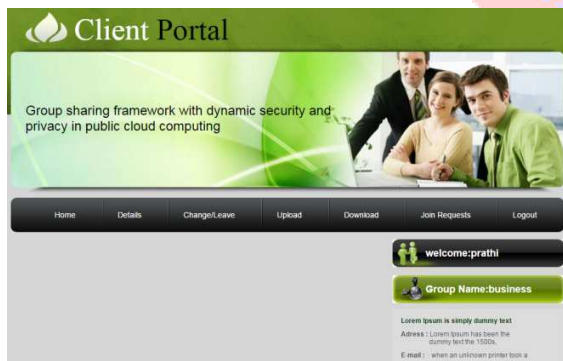 Client Portal
Group sharing framework with dynamic security and
privacy in public cloud computing
Home Details Change/Leave Upload Download Join Requests Logout
welcome:prathi
Group Name:business
Lorem Ipsum is simply dummy text
Adress : Lorem Ipsum has been the
dummy text the 1500s,
E-mail : when an unknown printer took a